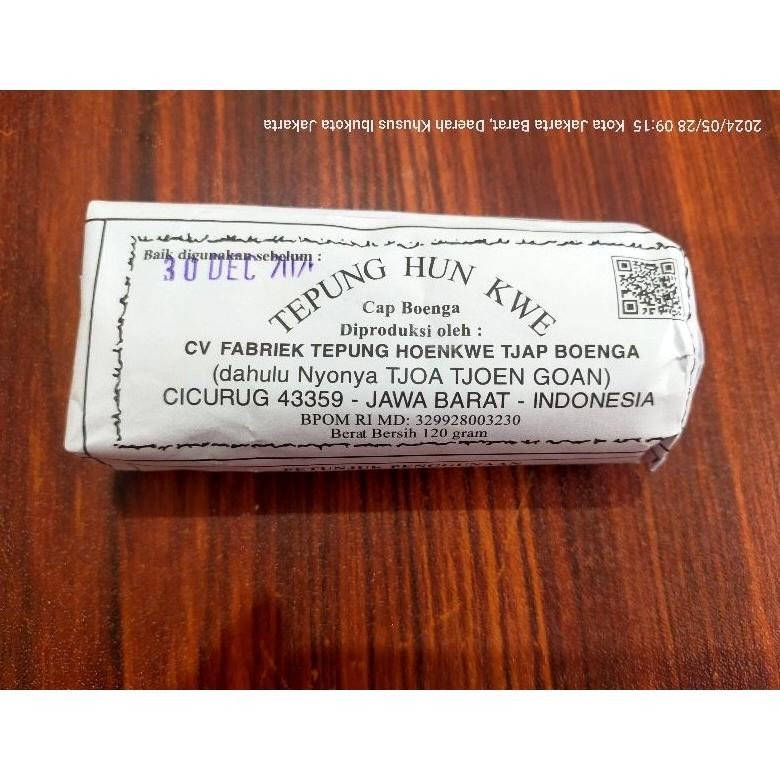 2024/05/28 09:15 Kota Jakarta Barat, Daerah Khusus Ibukota Jakarta
Baik digunakan sebelum :
30 DEC
TEPUNG HUN KWE
Cap Boenga
Diproduksi oleh :
CV FABRIEK TEPUNG HOENKWE TJAP BOENGA
(dahulu Nyonya TJOA TJOEN GOAN)
CICURUG 43359 - JAWA BARAT - INDONESIA
BPOM RI MD: 329928003230
Berat Bersih 120 gram
PETUNJUK PENGGUNAAN